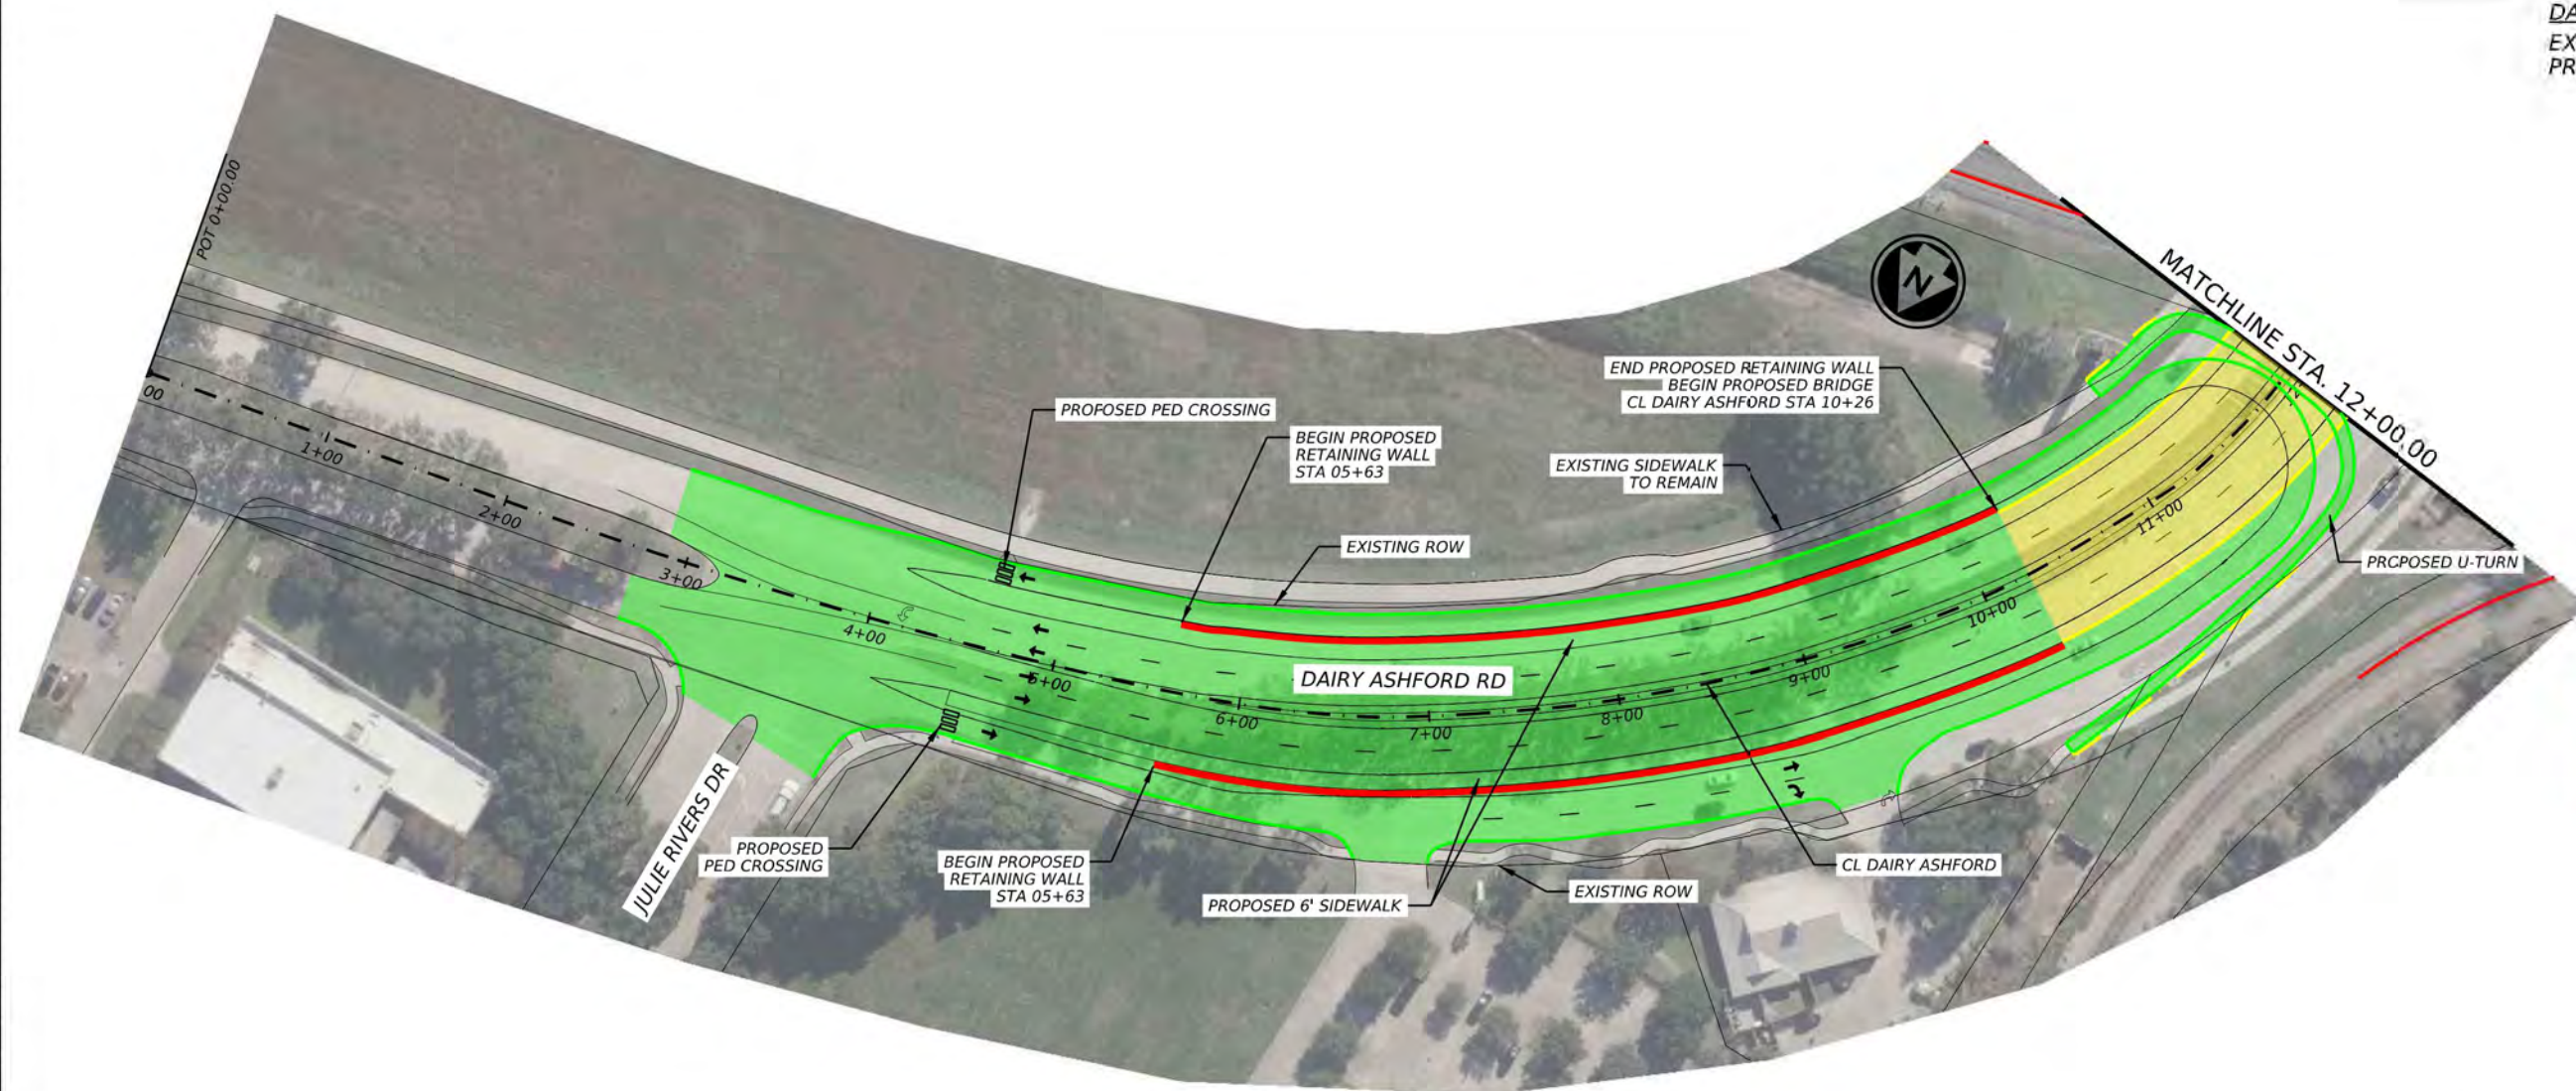 DA
EX
PR
POT 0+00.00
00
1+00
2+00
3+00
4+00
5+00
6+00
7+00
8+00
9+00
10+00
11+00
N
MATCHLINE STA. 12+00.00
PROFOSED PED CROSSING
BEGIN PROPOSED
RETAINING WALL
STA 05+63
EXISTING ROW
END PROPOSED RETAINING WALL
BEGIN PROPOSED BRIDGE
CL DAIRY ASHFORD STA 10+26
EXISTING SIDEWALK
TO REMAIN
PRCPOSED U-TURN
DAIRY ASHFORD RD
JULIE RIVERS DR
PROPOSED
PED CROSSING
BEGIN PROPOSED
RETAINING WALL
STA 05+63
PROPOSED 6' SIDEWALK
EXISTING ROW
CL DAIRY ASHFORD